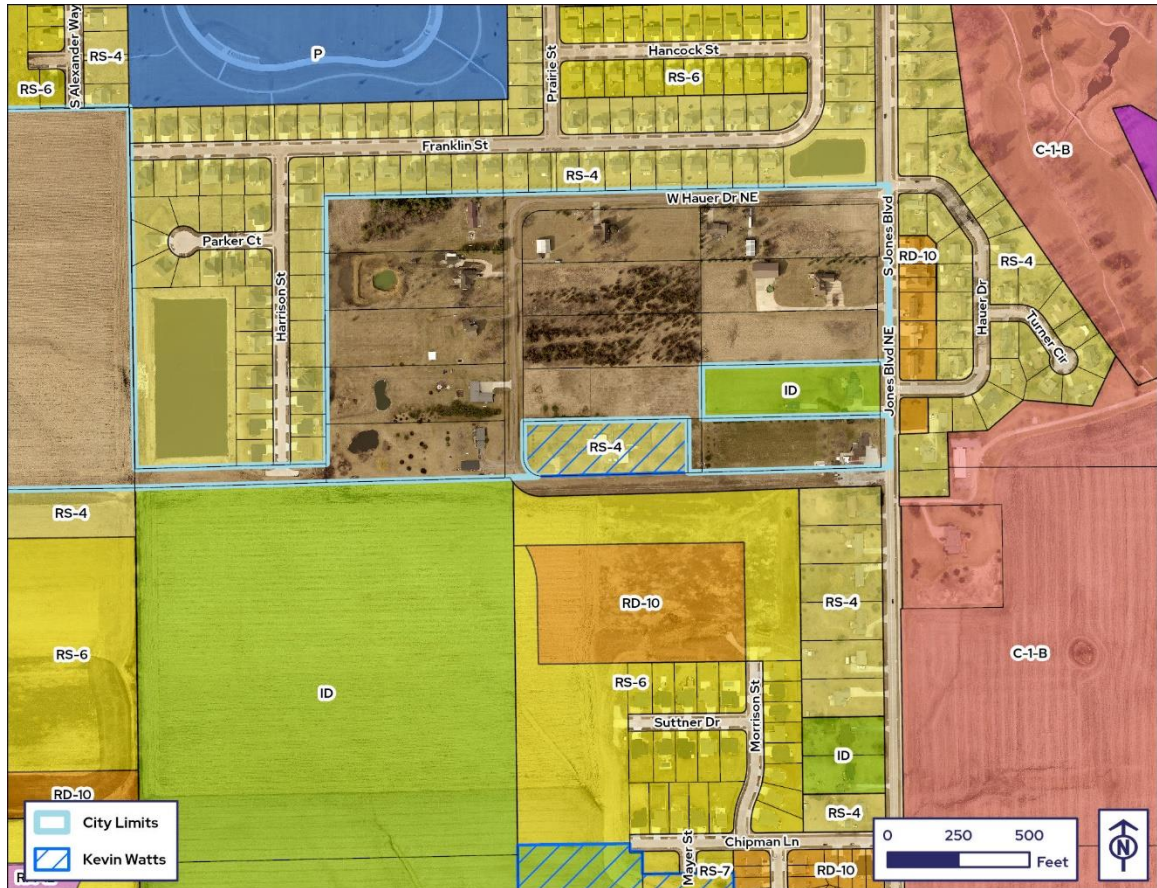 S Alexander Way
RS-4
RS-6
P
Prairie St
Hancock St
RS-6
Franklin St
RS-4
C-1-B
W Hauer Dr NE
S Jones Blvd
Parker Ct
Harrison St
RD-10
RS-4
Hauer Dr
Turner Cir
Jones Blvd NE
ID
RS-4
RS-4
RD-10
RS-4
RS-6
ID
RS-6
C-1-B
Suttner Dr
Morrison St
ID
RD-10
RS-4
Chipman Ln
Mayer St
RS-7
RD-10
City Limits
Kevin Watts
0 250 500
Feet
N